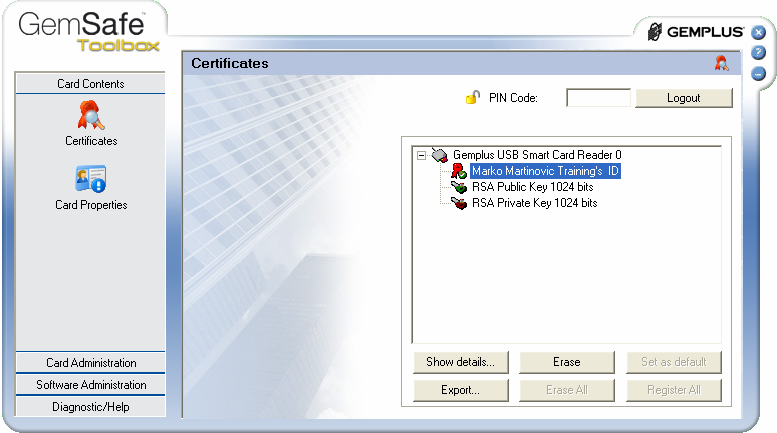 GemSafe™
Toolbox
GEMPLUS
Card Contents
Certificates
Card Properties
Card Administration
Software Administration
Diagnostic/Help
Certificates
PIN Code:
Logout
Gemplus USB Smart Card Reader 0
Marko Martinovic Training's ID
RSA Public Key 1024 bits
RSA Private Key 1024 bits
Show details... Erase Set as default
Export... Erase All Register All